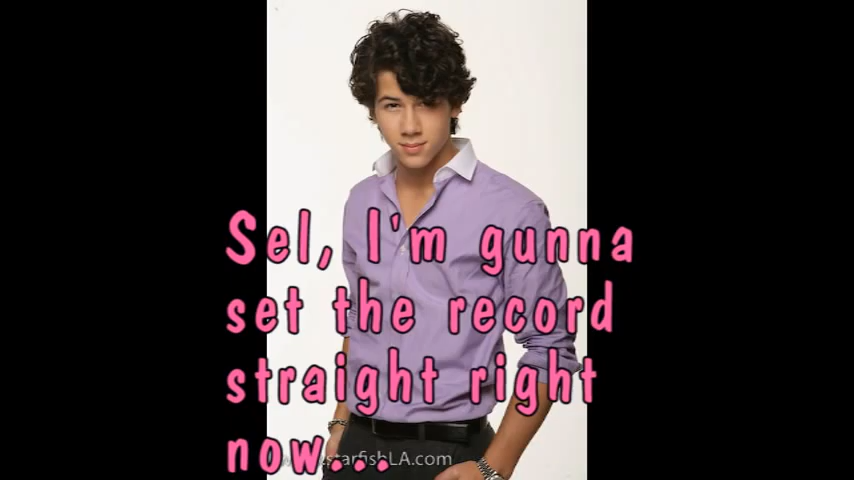 Sel, I'm gunna
set the record
straight right
now...
starfishLA.com